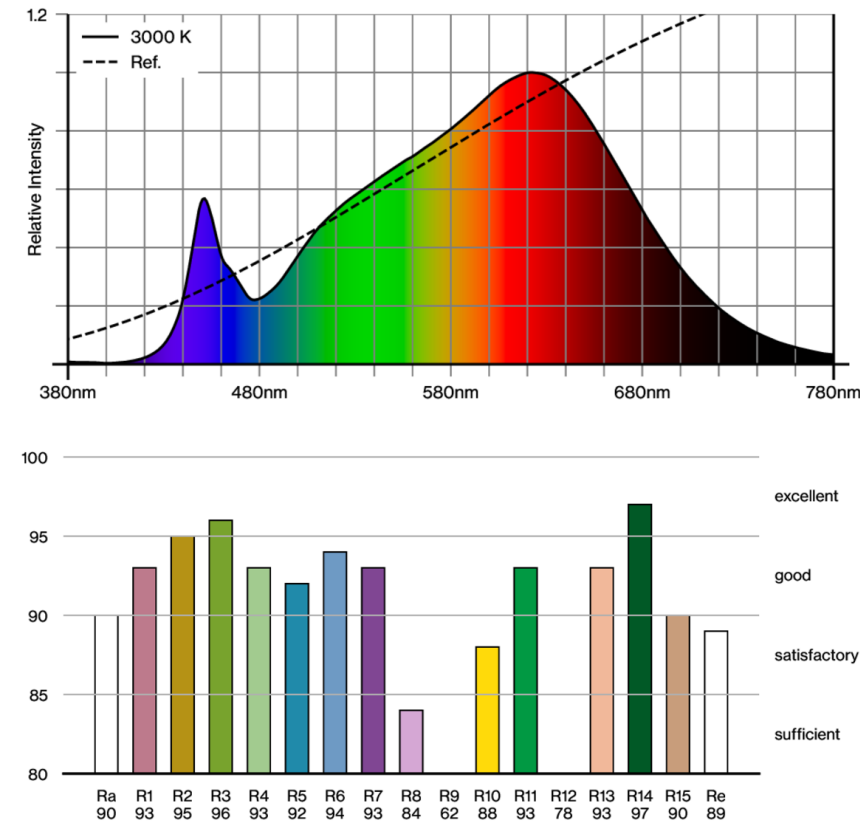 1.2
3000 K
Ref.
Relative Intensity
380nm 480nm 580nm 680nm 780nm
100
excellent
95
good
90
satisfactory
85
sufficient
80
Ra R1 R2 R3 R4 R5 R6 R7 R8 R9 R10 R11 R12 R13 R14 R15 Re
90 93 95 96 93 92 94 93 84 62 88 93 78 93 97 90 89